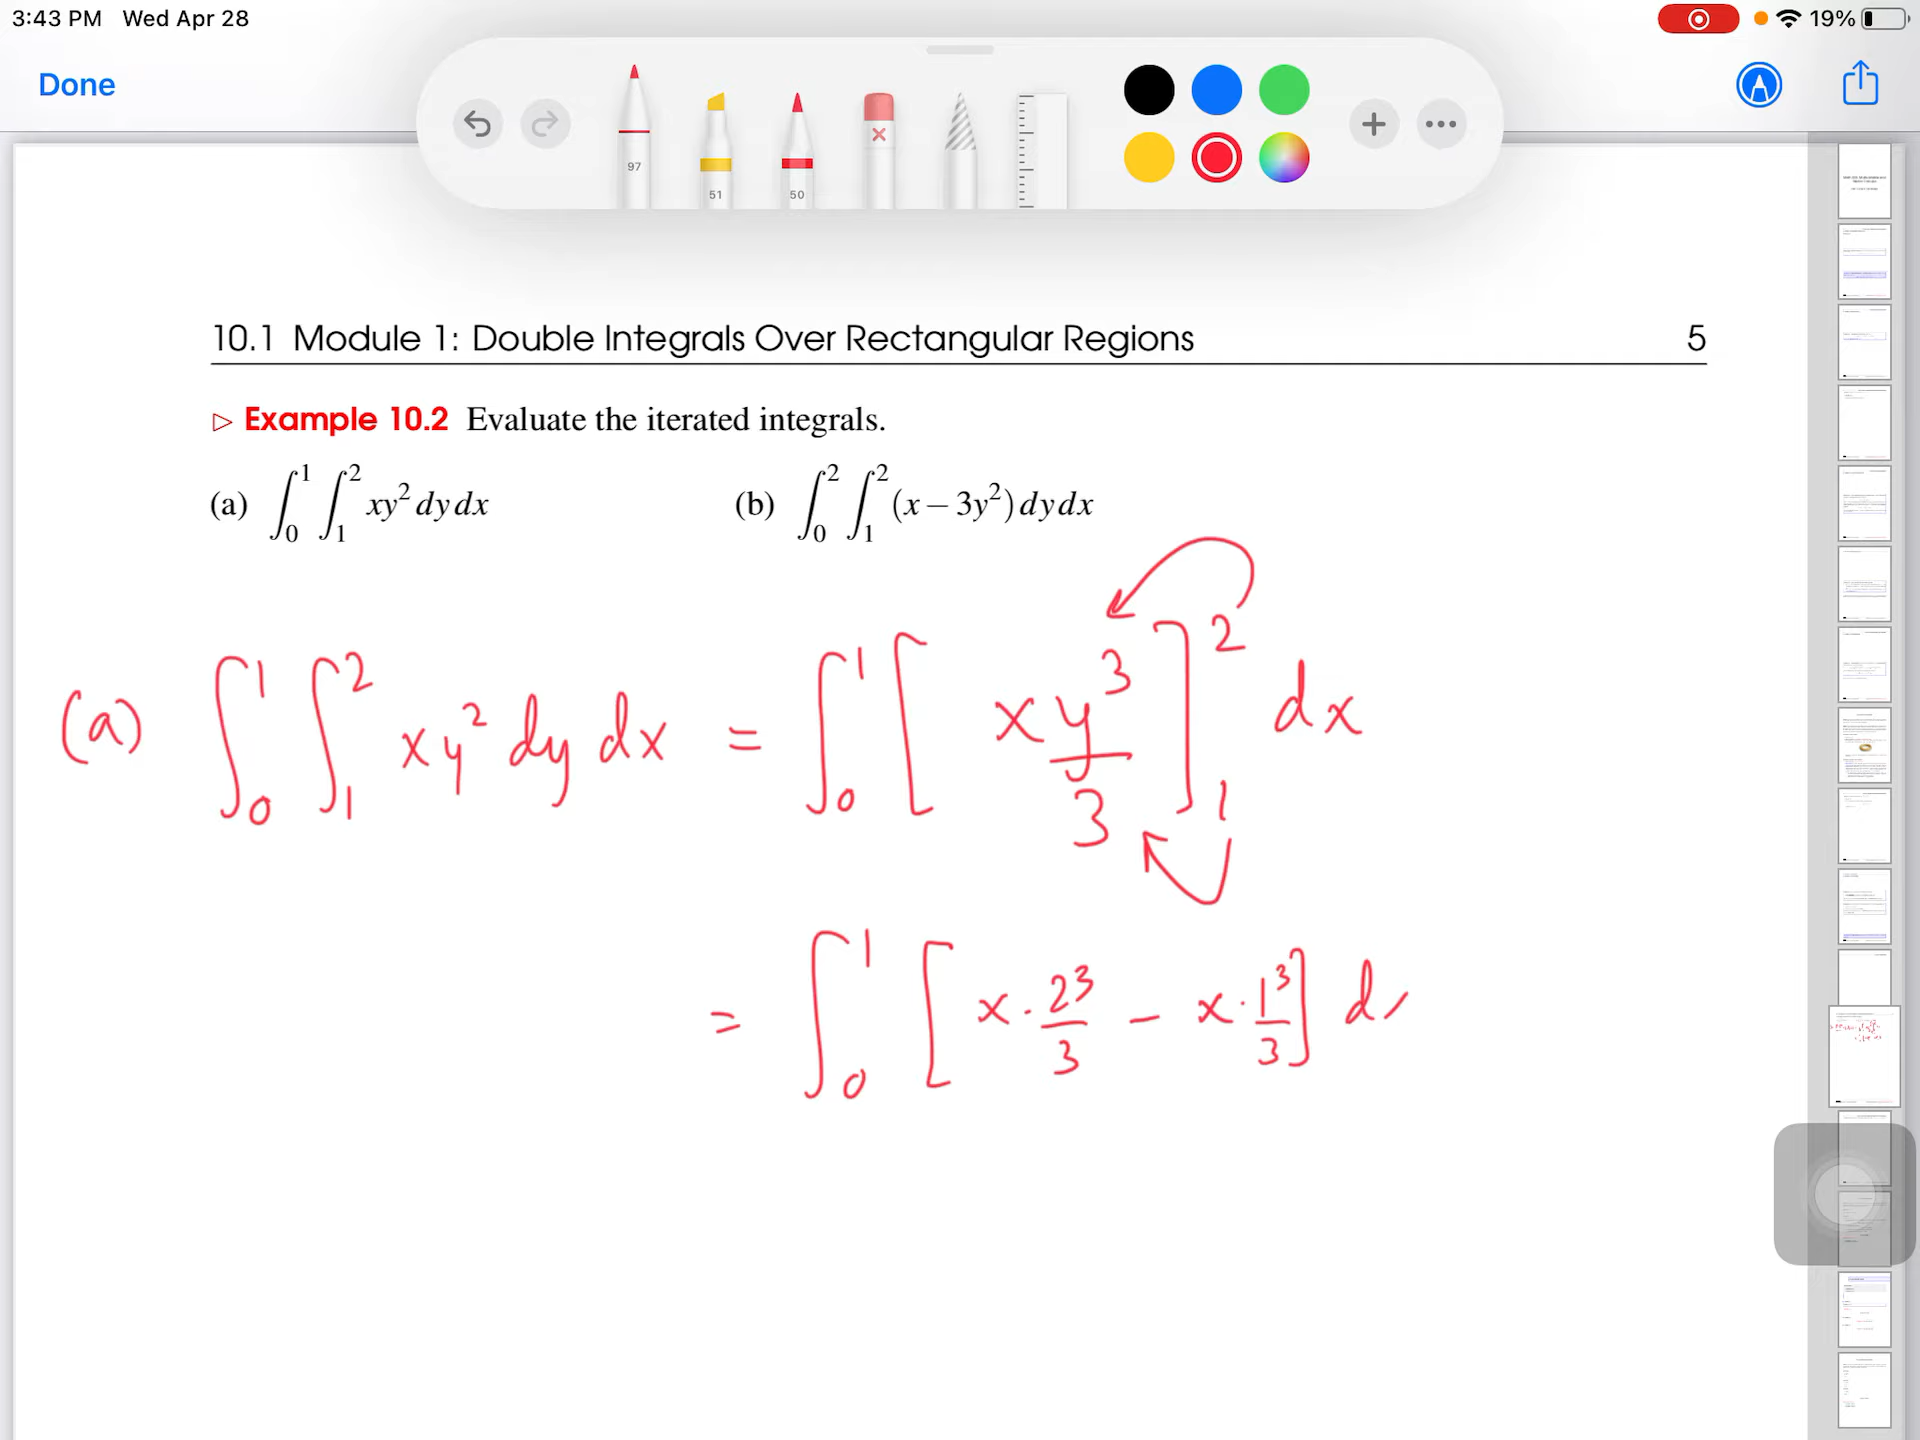 3:43 PM Wed Apr 28 19%
Done
97 51 50
10.1 Module 1: Double Integrals Over Rectangular Regions 5
▷ Example 10.2 Evaluate the iterated integrals.
(a) ∫₀¹ ∫₁² xy² dy dx (b) ∫₀² ∫₁² (x − 3y²) dy dx
(a) ∫₀¹ ∫₁² xy² dy dx = ∫₀¹ [ xy³/3 ]₁² dx
= ∫₀¹ [ x · 2³/3 − x · 1³/3 ] d